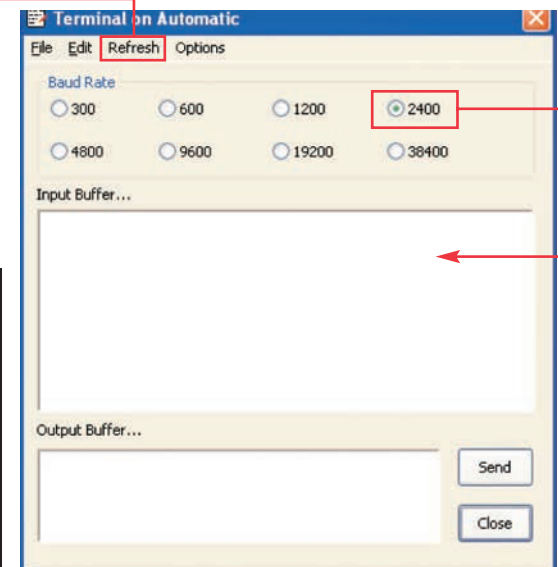 Terminal on Automatic
File Edit Refresh Options
Baud Rate
300 600 1200 2400
4800 9600 19200 38400
Input Buffer...
Output Buffer...
Send
Close